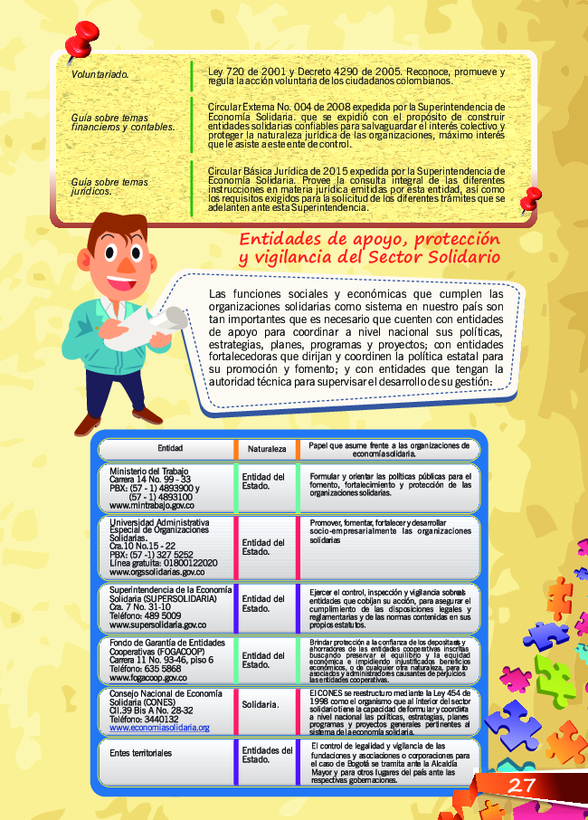 Voluntariado.
Ley 720 de 2001 y Decreto 4290 de 2005. Reconoce, promueve y
regula la acción voluntaria de los ciudadanos colombianos.
Guía sobre temas
financieros y contables.
Circular Externa No. 004 de 2008 expedida por la Superintendencia de
Economía Solidaria. que se expidió con el propósito de construir
entidades solidarias confiables para salvaguardar el interés colectivo y
proteger la naturaleza jurídica de las organizaciones, máximo interés
que le asiste a este ente de control.
Guía sobre temas
jurídicos.
Circular Básica Jurídica de 2015 expedida por la Superintendencia de
Economía Solidaria. Provee la consulta integral de las diferentes
instrucciones en materia jurídica emitidas por esta entidad, así como
los requisitos exigidos para la solicitud de los diferentes trámites que se
adelanten ante esta Superintendencia.
Entidades de apoyo, protección
y vigilancia del Sector Solidario
Las funciones sociales y económicas que cumplen las
organizaciones solidarias como sistema en nuestro país son
tan importantes que es necesario que cuenten con entidades
de apoyo para coordinar a nivel nacional sus políticas,
estrategias, planes, programas y proyectos; con entidades
fortalecedoras que dirijan y coordinen la política estatal para
su promoción y fomento; y con entidades que tengan la
autoridad técnica para supervisar el desarrollo de su gestión:
Entidad
Naturaleza
Papel que asume frente a las organizaciones de
economía solidaria.
Ministerio del Trabajo
Carrera 14 No. 99 - 33
PBX: (57 - 1) 4893900 y
(57 - 1) 4893100
www.mintrabajo.gov.co
Entidad del
Estado.
Formular y orientar las políticas públicas para el
fomento, fortalecimiento y protección de las
organizaciones solidarias.
Universidad Administrativa
Especial de Organizaciones
Solidarias.
Cra.10 No.15 - 22
PBX: (57 -1) 327 5252
Línea gratuita: 01800122020
www.orgssolidarias.gov.co
Entidad del
Estado.
Promover, fomentar, fortalecer y desarrollar
socio-empresarialmente las organizaciones
solidarias
Superintendencia de la Economía
Solidaria (SUPERSOLIDARIA)
Cra. 7 No. 31-10
Teléfono: 489 5009
www.supersolidaria.gov.co
Entidad del
Estado.
Ejercer el control, inspección y vigilancia sobre las
entidades que cobijan su acción, para asegurar el
cumplimiento de las disposiciones legales y
reglamentarias y de las normas contenidas en sus
propios estatutos.
Fondo de Garantía de Entidades
Cooperativas (FOGACOOP)
Carrera 11 No. 93-46, piso 6
Teléfono: 635 5868
www.fogacoop.gov.co
Entidad del
Estado.
Brindar protección a la confianza de los depositantes y
ahorradores de las entidades cooperativas inscritas
buscando preservar el equilibrio y la equidad
económica e impidiendo injustificados beneficios
económicos, o de cualquier otra naturaleza, para los
asociados y administradores causantes de perjuicios a
las entidades cooperativas.
Consejo Nacional de Economía
Solidaria (CONES)
Cll.39 Bis A No. 28-32
Teléfono: 3440132
www.economiasolidaria.org
Solidaria.
El CONES se reestructuro mediante la Ley 454 de
1998 como el organismo que al interior del sector
solidario tiene la capacidad de formular y coordinar
a nivel nacional las políticas, estrategias, planes
programas y proyectos generales pertinentes al
sistema de la economía solidaria.
Entes territoriales
Entidades del
Estado.
El control de legalidad y vigilancia de las
fundaciones y asociaciones o corporaciones para
el caso de Bogotá se tramita ante la Alcaldía
Mayor y para otros lugares del país ante las
respectivas gobernaciones.
27